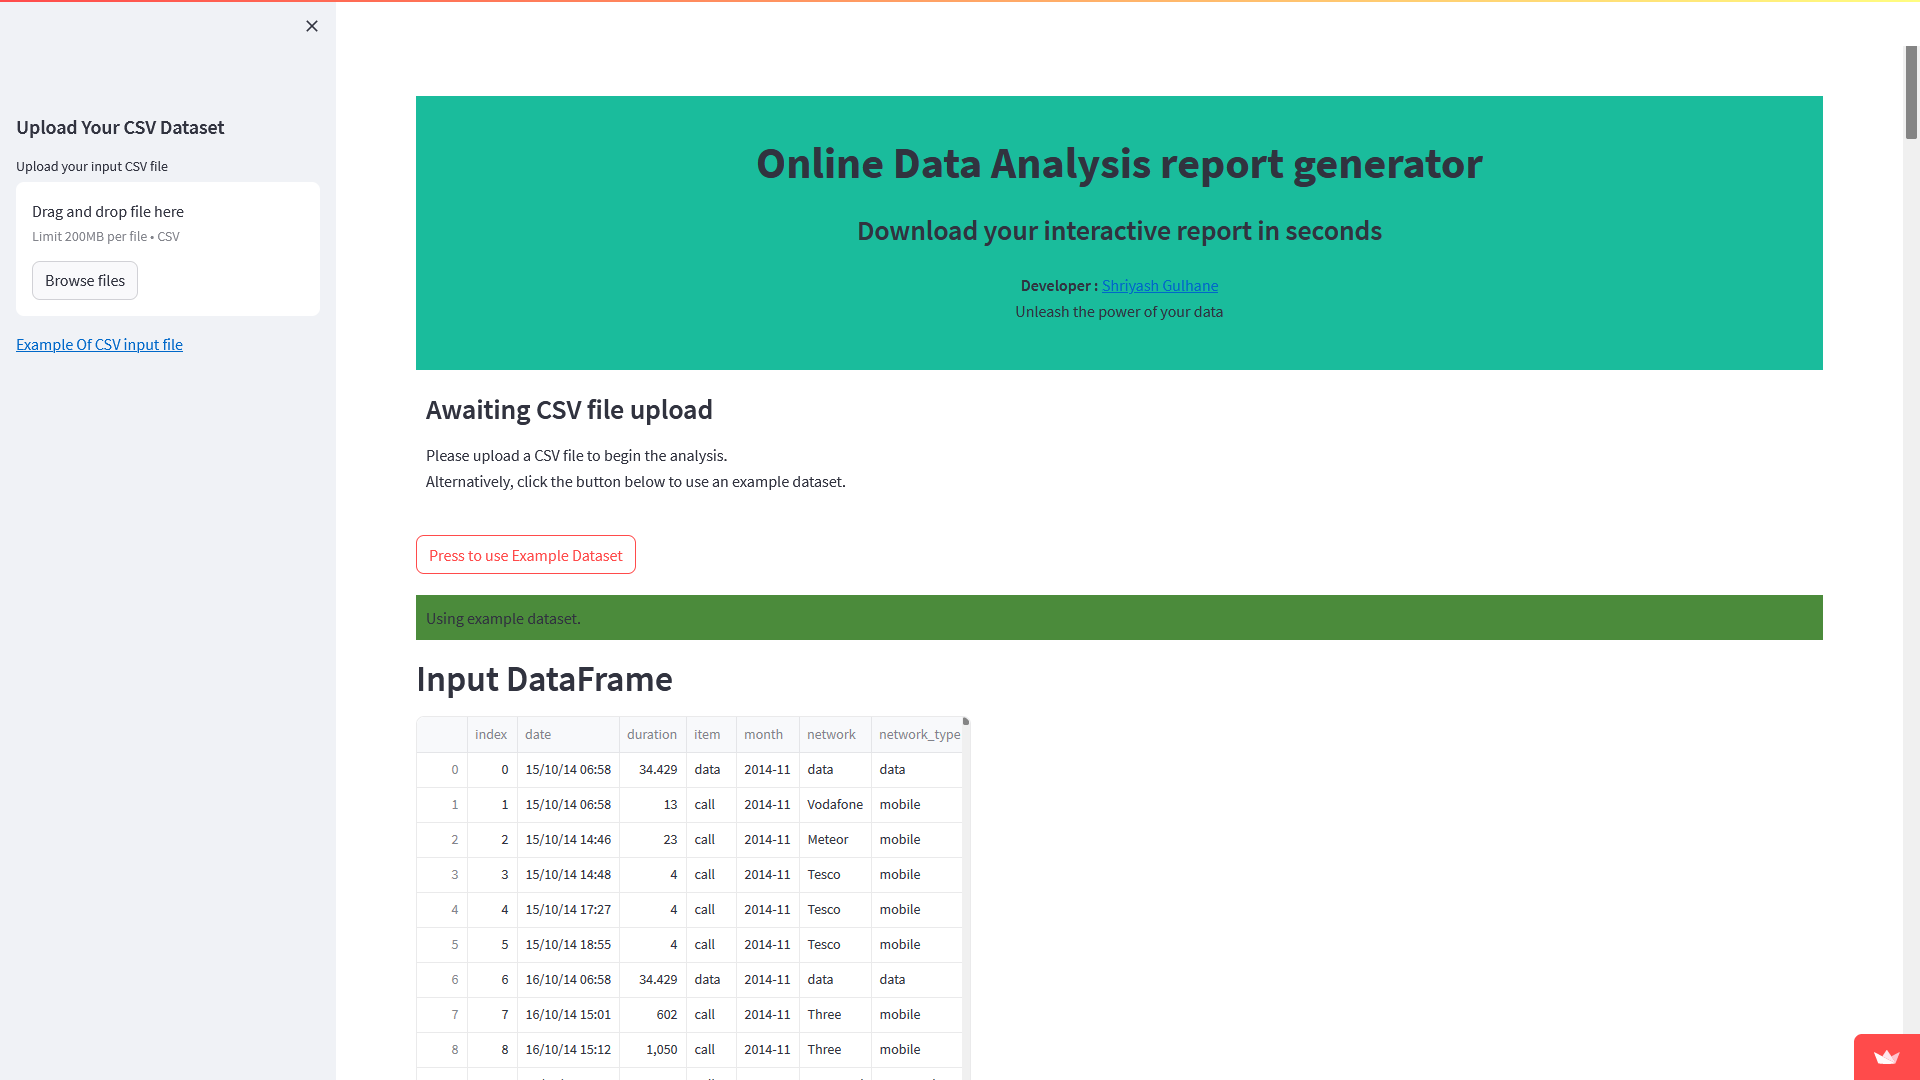 Upload Your CSV Dataset
Upload your input CSV file
Drag and drop file here
Limit 200MB per file • CSV
Browse files
Example Of CSV input file
Online Data Analysis report generator
Download your interactive report in seconds
Developer : Shriyash Gulhane
Unleash the power of your data
Awaiting CSV file upload
Please upload a CSV file to begin the analysis.
Alternatively, click the button below to use an example dataset.
Press to use Example Dataset
Using example dataset.
Input DataFrame
index date duration item month network network_type
0 0 15/10/14 06:58 34.429 data 2014-11 data data
1 1 15/10/14 06:58 13 call 2014-11 Vodafone mobile
2 2 15/10/14 14:46 23 call 2014-11 Meteor mobile
3 3 15/10/14 14:48 4 call 2014-11 Tesco mobile
4 4 15/10/14 17:27 4 call 2014-11 Tesco mobile
5 5 15/10/14 18:55 4 call 2014-11 Tesco mobile
6 6 16/10/14 06:58 34.429 data 2014-11 data data
7 7 16/10/14 15:01 602 call 2014-11 Three mobile
8 8 16/10/14 15:12 1,050 call 2014-11 Three mobile